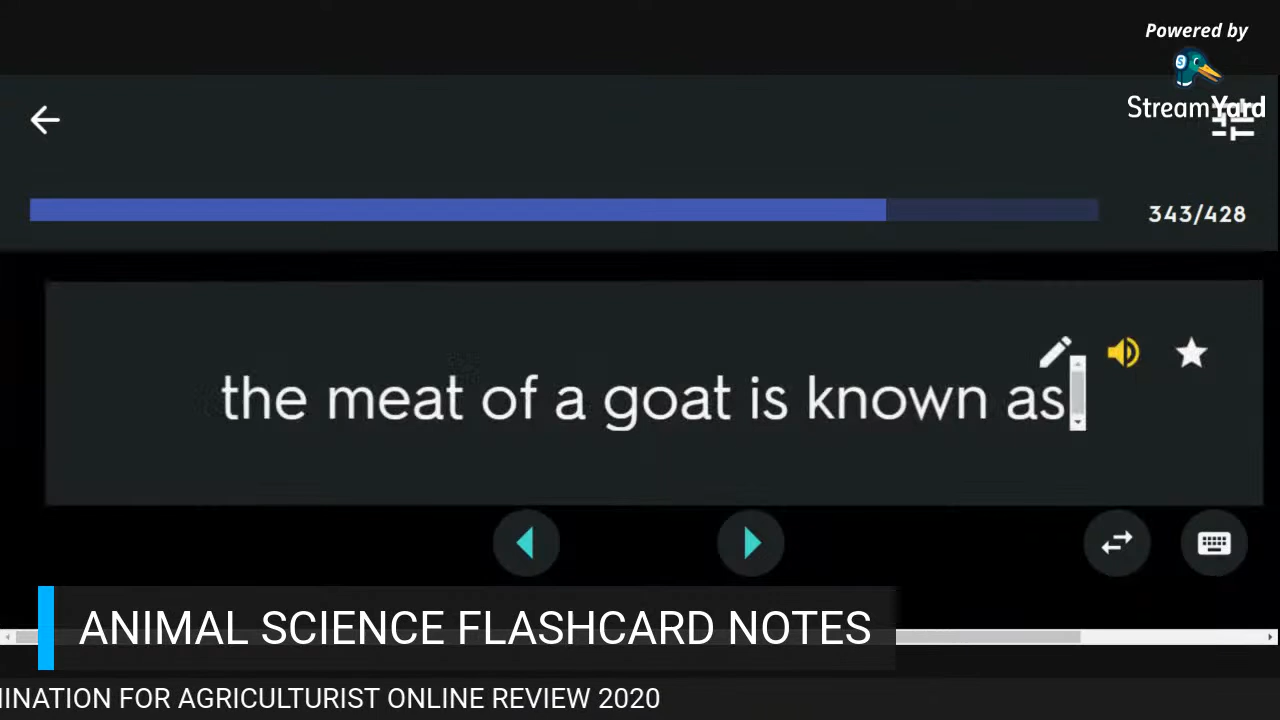 Powered by
StreamYard
343/428
the meat of a goat is known as
ANIMAL SCIENCE FLASHCARD NOTES
INATION FOR AGRICULTURIST ONLINE REVIEW 2020